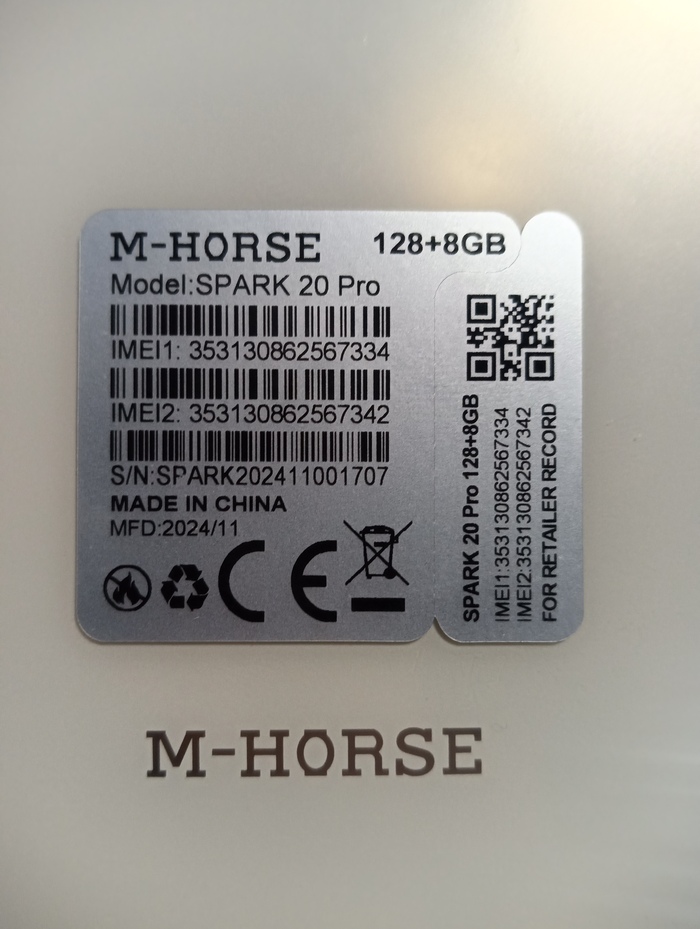 M-HORSE 128+8GB
Model:SPARK 20 Pro
IMEI1: 353130862567334
IMEI2: 353130862567342
S/N:SPARK202411001707
MADE IN CHINA
MFD:2024/11
CE
SPARK 20 Pro 128+8GB
IMEI1:353130862567334
IMEI2:353130862567342
FOR RETAILER RECORD
M-HORSE